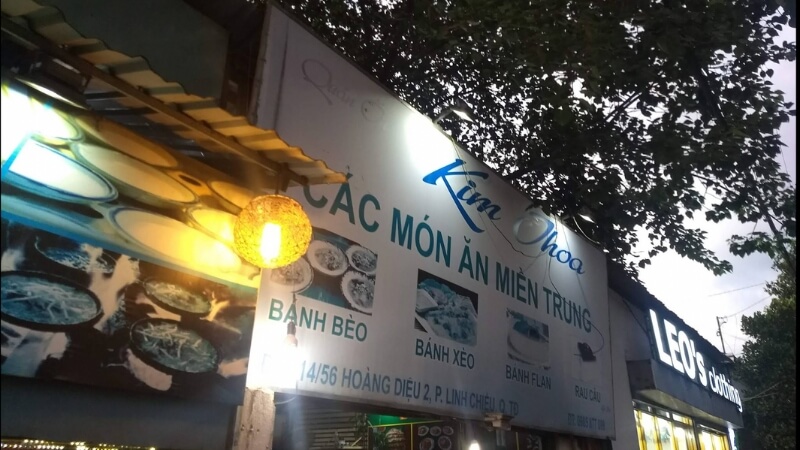 Quán
Kim Thoa
CÁC MÓN ĂN MIỀN TRUNG
BÁNH BÈO
BÁNH XÈO
BÁNH FLAN
RAU CÂU
14/56 HOÀNG DIỆU 2, P. LINH CHIỂU, Q. TĐ
LEO's clothing